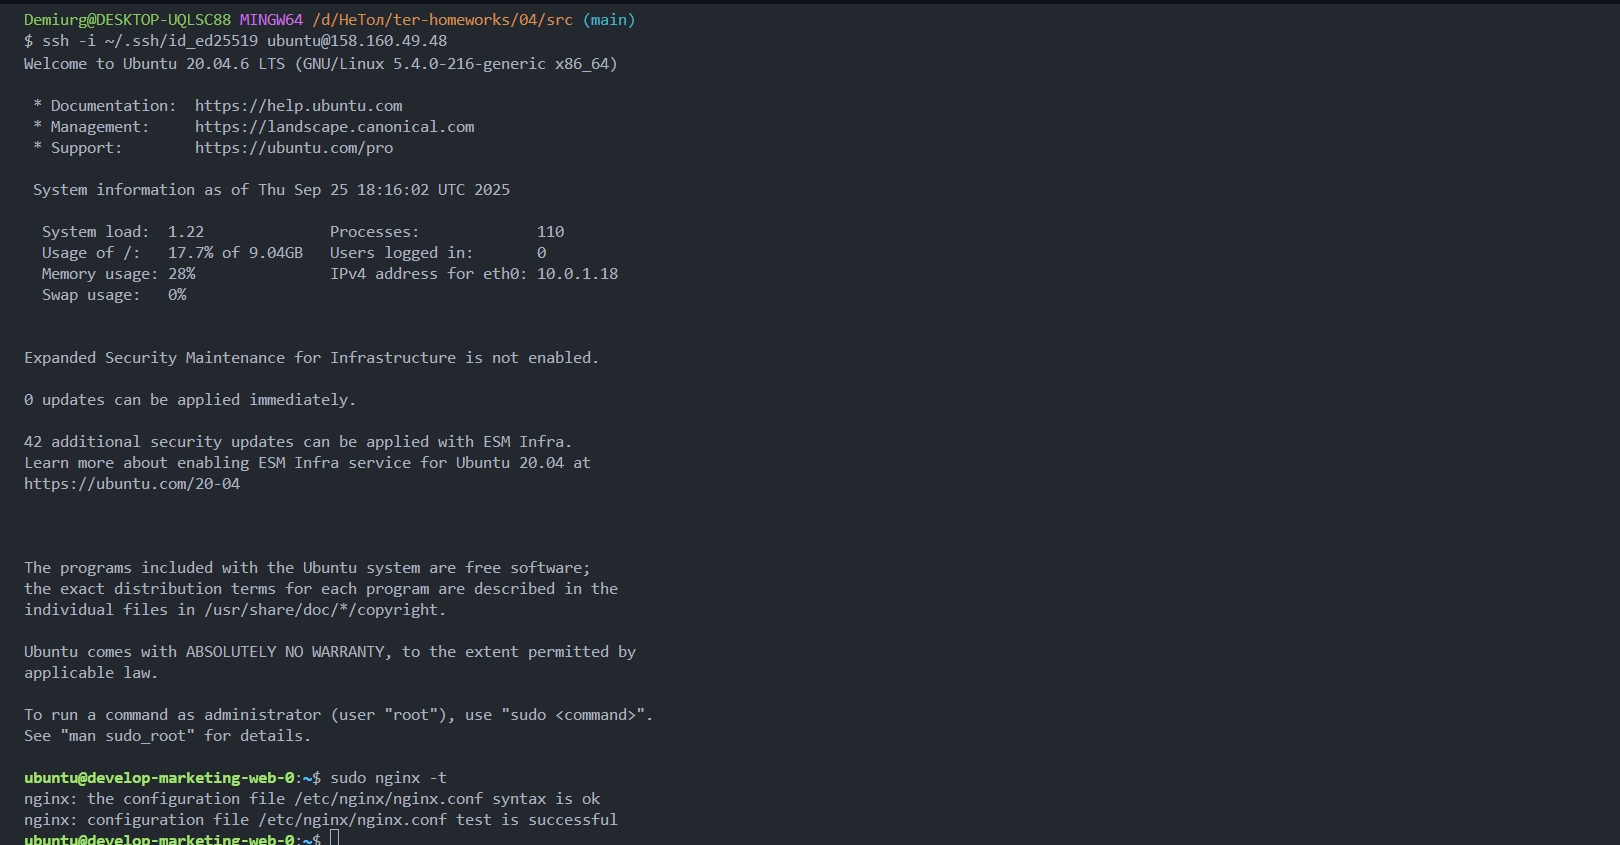 Demiurg@DESKTOP-UQLSC88 MINGW64 /d/НеТол/ter-homeworks/04/src (main)
$ ssh -i ~/.ssh/id_ed25519 ubuntu@158.160.49.48
Welcome to Ubuntu 20.04.6 LTS (GNU/Linux 5.4.0-216-generic x86_64)
* Documentation:  https://help.ubuntu.com
* Management:     https://landscape.canonical.com
* Support:        https://ubuntu.com/pro
System information as of Thu Sep 25 18:16:02 UTC 2025
System load:  1.22              Processes:             110
Usage of /:   17.7% of 9.04GB   Users logged in:       0
Memory usage: 28%               IPv4 address for eth0: 10.0.1.18
Swap usage:   0%
Expanded Security Maintenance for Infrastructure is not enabled.
0 updates can be applied immediately.
42 additional security updates can be applied with ESM Infra.
Learn more about enabling ESM Infra service for Ubuntu 20.04 at
https://ubuntu.com/20-04
The programs included with the Ubuntu system are free software;
the exact distribution terms for each program are described in the
individual files in /usr/share/doc/*/copyright.
Ubuntu comes with ABSOLUTELY NO WARRANTY, to the extent permitted by
applicable law.
To run a command as administrator (user "root"), use "sudo <command>".
See "man sudo_root" for details.
ubuntu@develop-marketing-web-0:~$ sudo nginx -t
nginx: the configuration file /etc/nginx/nginx.conf syntax is ok
nginx: configuration file /etc/nginx/nginx.conf test is successful
ubuntu@develop-marketing-web-0:~$